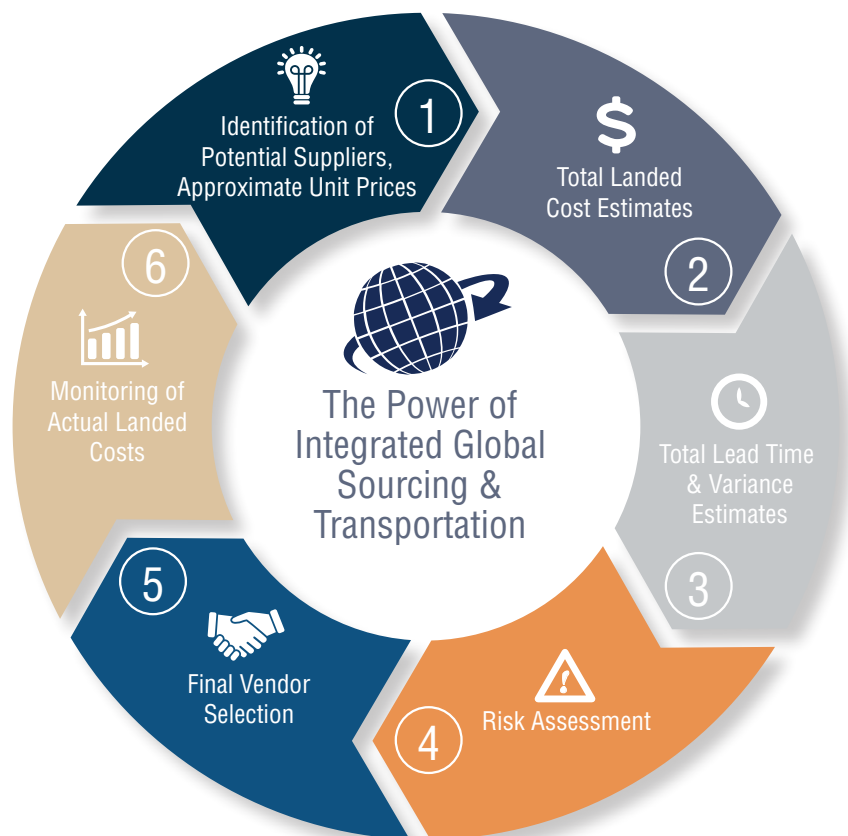 1
Identification of
Potential Suppliers,
Approximate Unit Prices
$
Total Landed
Cost Estimates
2
Total Lead Time
& Variance
Estimates
3
Risk Assessment
4
Final Vendor
Selection
5
Monitoring of
Actual Landed
Costs
6
The Power of
Integrated Global
Sourcing &
Transportation